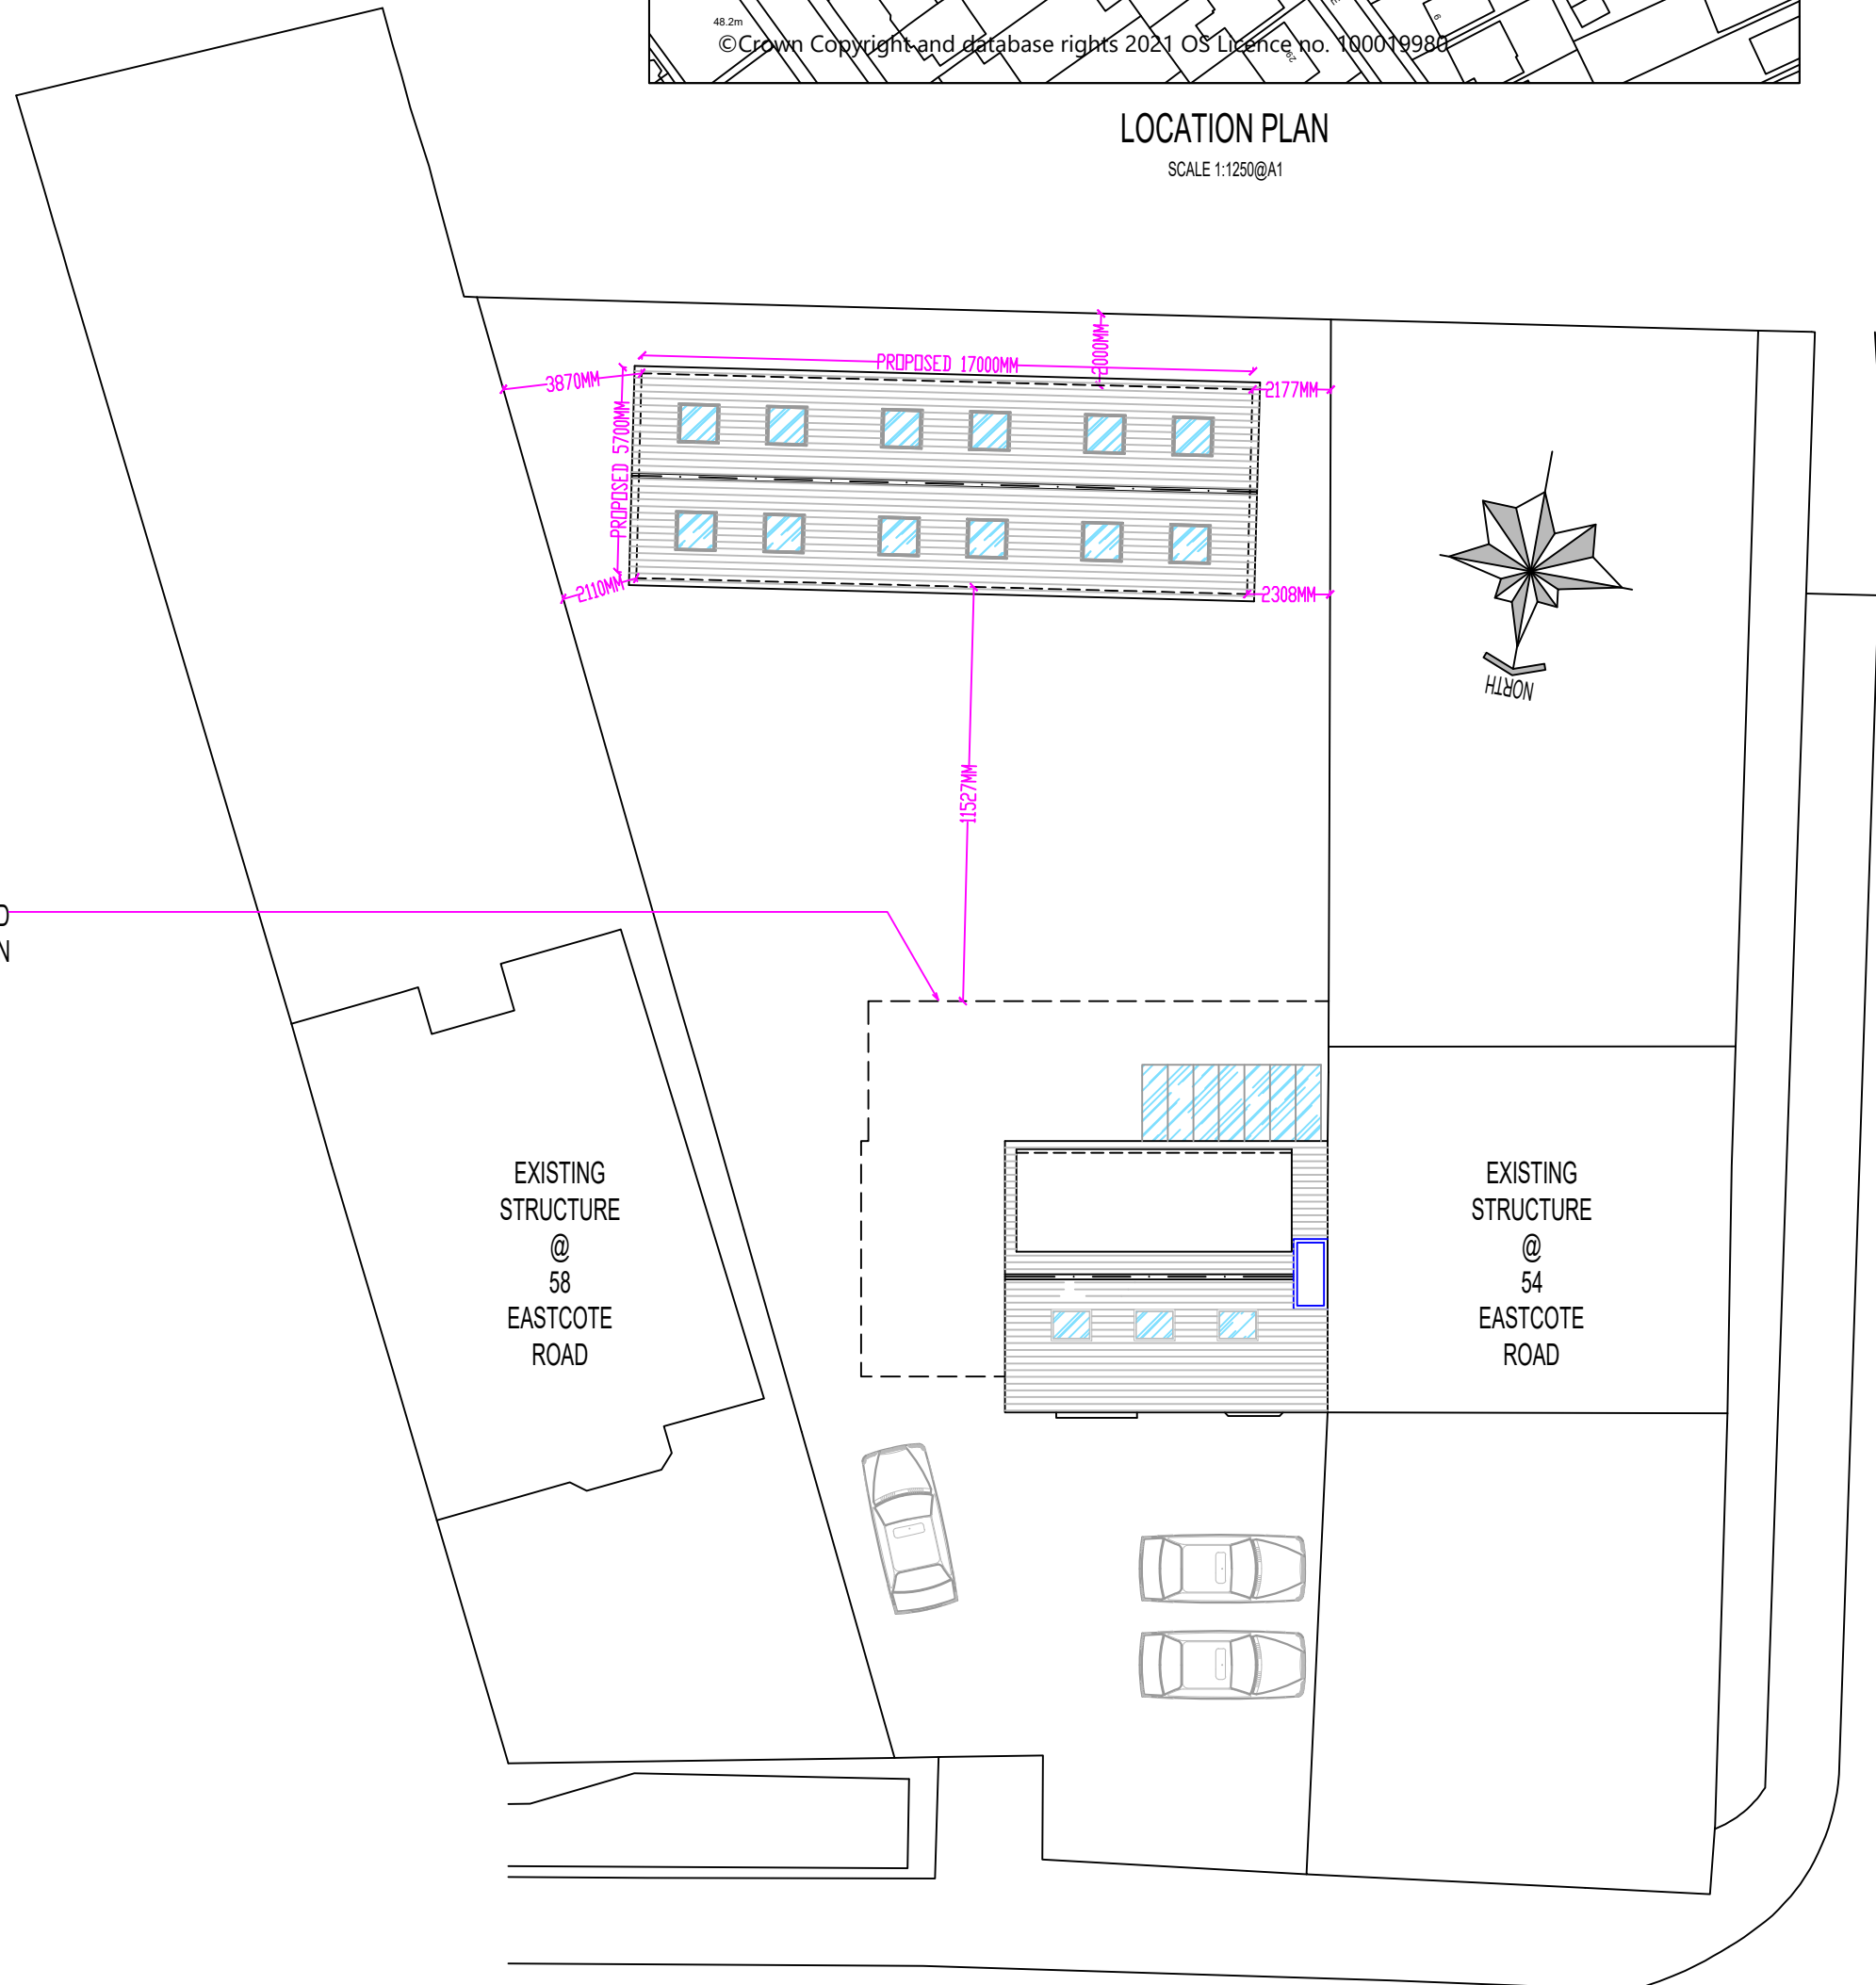 48.2m
©Crown Copyright and database rights 2021 OS Licence no. 100019980
LOCATION PLAN
SCALE 1:1250@A1
PROPOSED 17000MM
2000MM
3870MM
2177MM
PROPOSED 5700MM
2110MM
2308MM
NORTH
11527MM
EXISTING
STRUCTURE
@
58
EASTCOTE
ROAD
EXISTING
STRUCTURE
@
54
EASTCOTE
ROAD